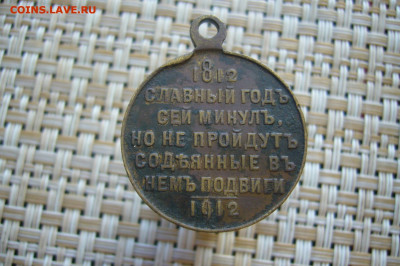 COINS.LAVE.RU
1812
СЛАВНЫЙ ГОДЪ
СЕЙ МИНУЛЪ,
НО НЕ ПРОЙДУТЪ
СОДѢЯННЫЕ ВЪ
НЕМЪ ПОДВИГИ
1912